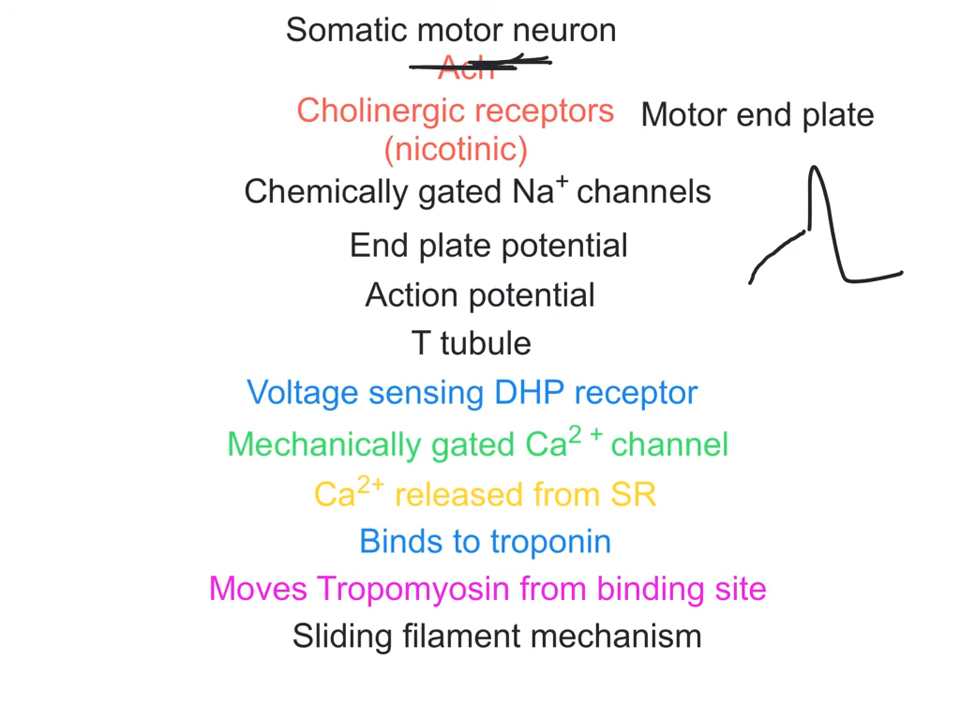 Somatic motor neuron
Ach
Cholinergic receptors
(nicotinic)
Motor end plate
Chemically gated Na⁺ channels
End plate potential
Action potential
T tubule
Voltage sensing DHP receptor
Mechanically gated Ca² ⁺ channel
Ca²⁺ released from SR
Binds to troponin
Moves Tropomyosin from binding site
Sliding filament mechanism